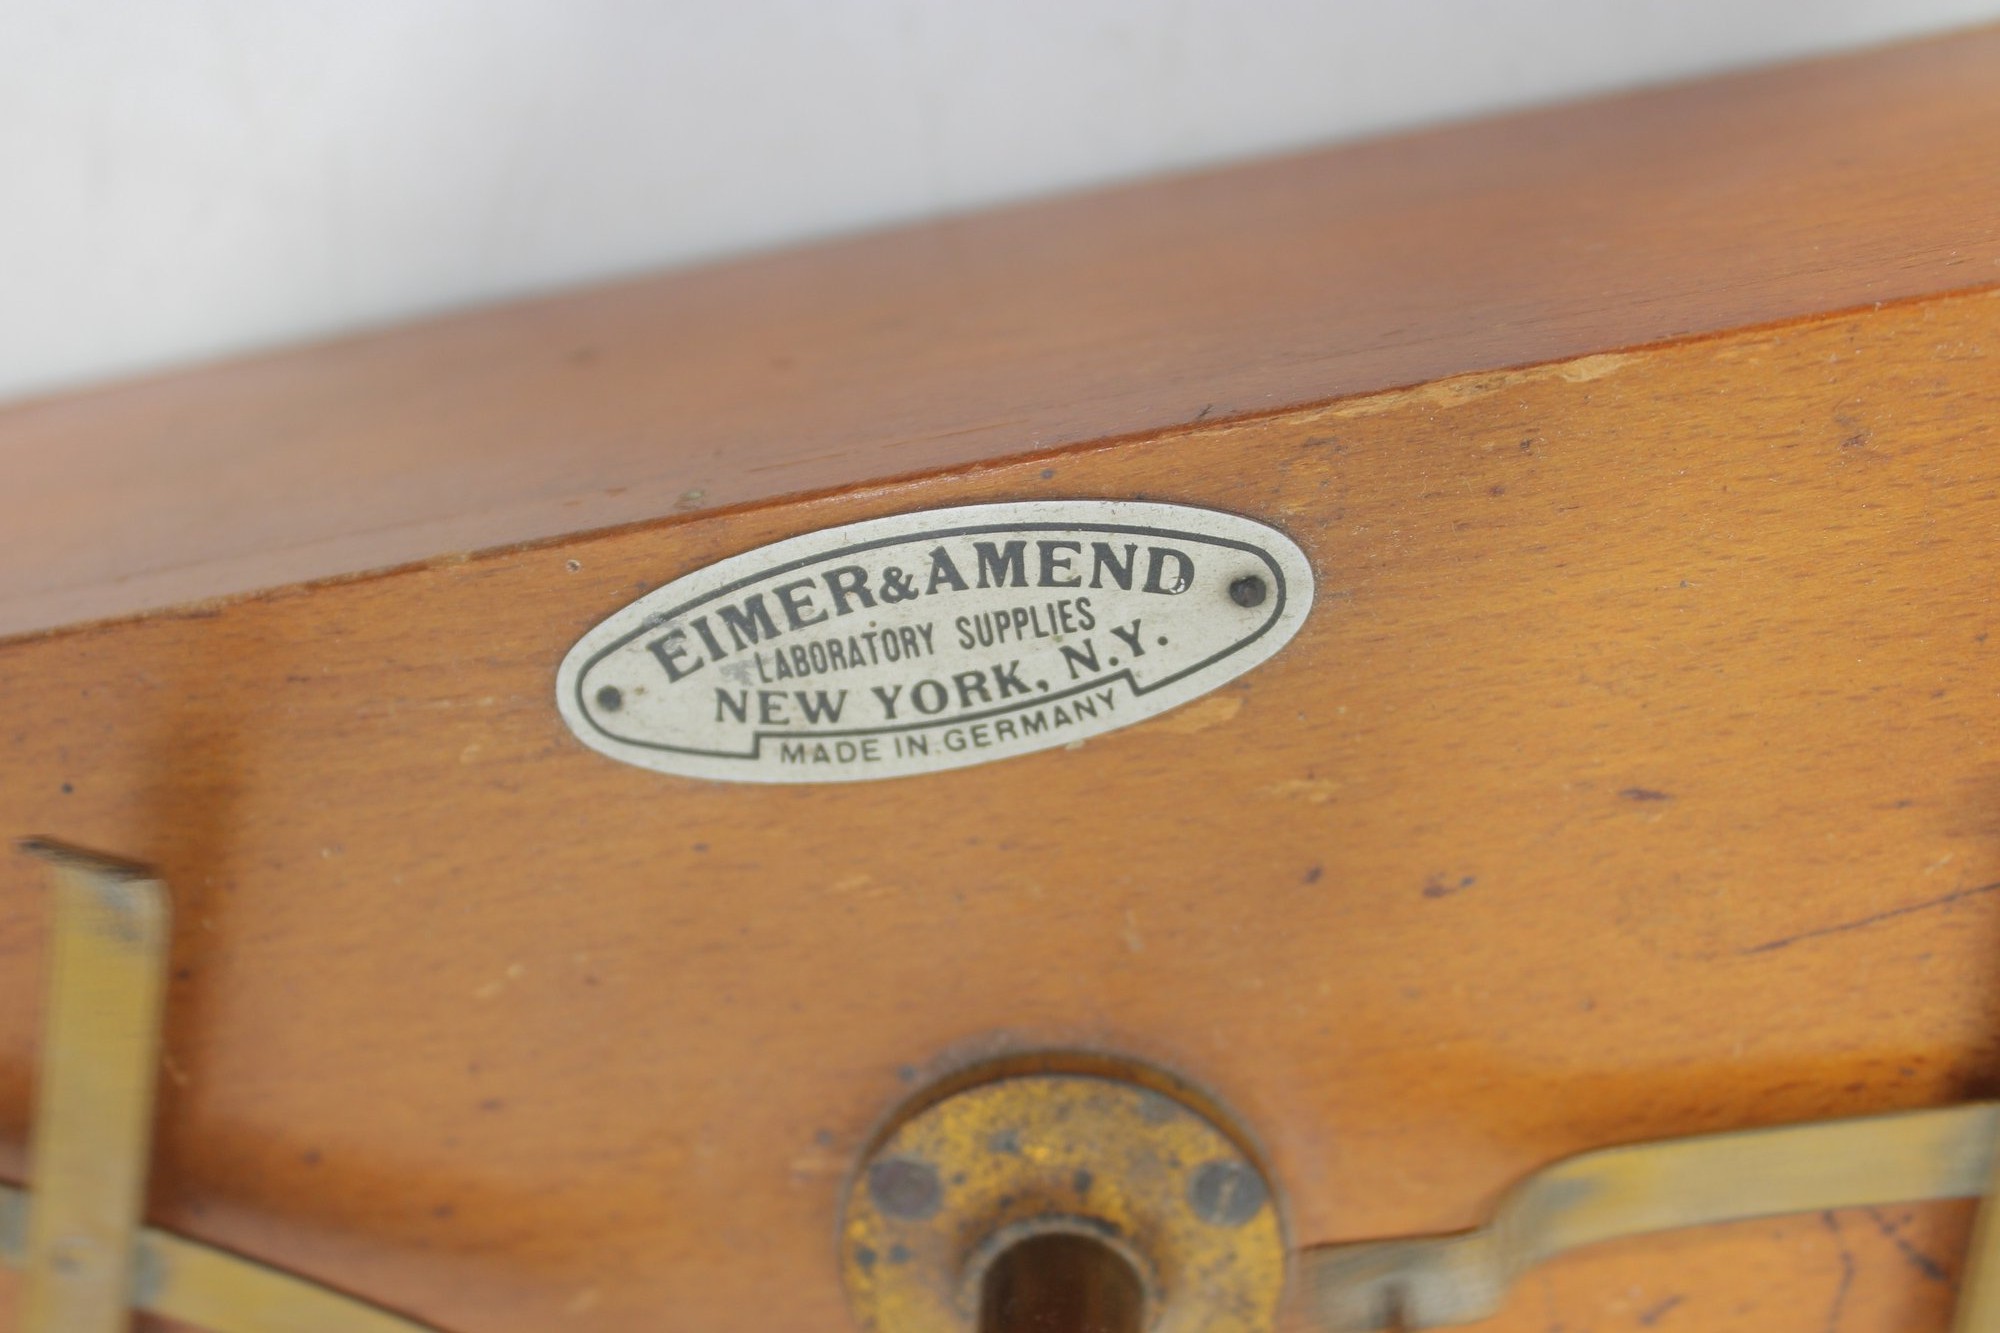 EIMER & AMEND
LABORATORY SUPPLIES
NEW YORK, N.Y.
MADE IN GERMANY